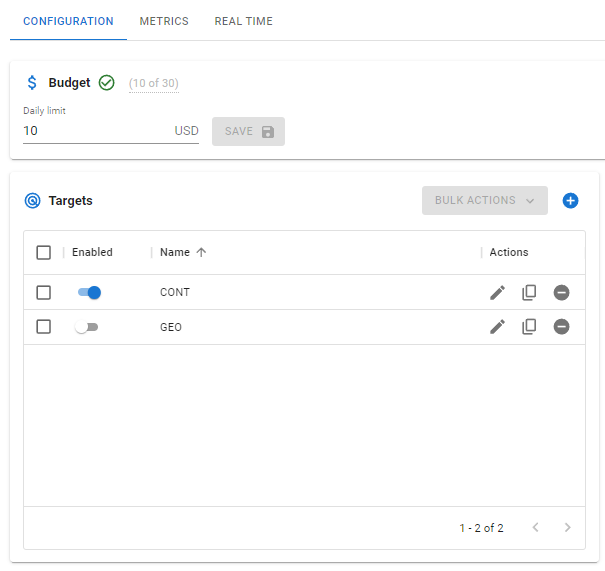 CONFIGURATION METRICS REAL TIME
Budget (10 of 30)
Daily limit
10 USD SAVE
Targets BULK ACTIONS
Enabled Name Actions
CONT
GEO
1 - 2 of 2